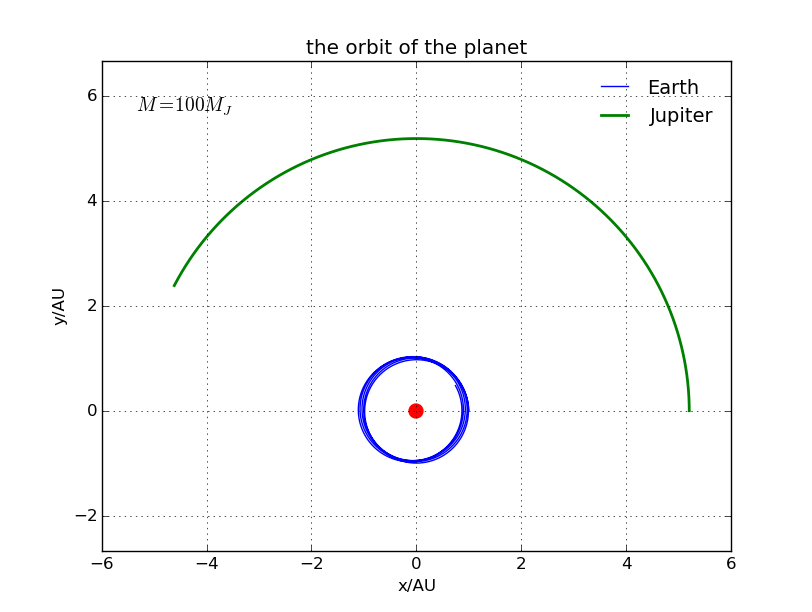 the orbit of the planet
M=100M_J
Earth
Jupiter
6
4
2
0
−2
y/AU
−6 −4 −2 0 2 4 6
x/AU